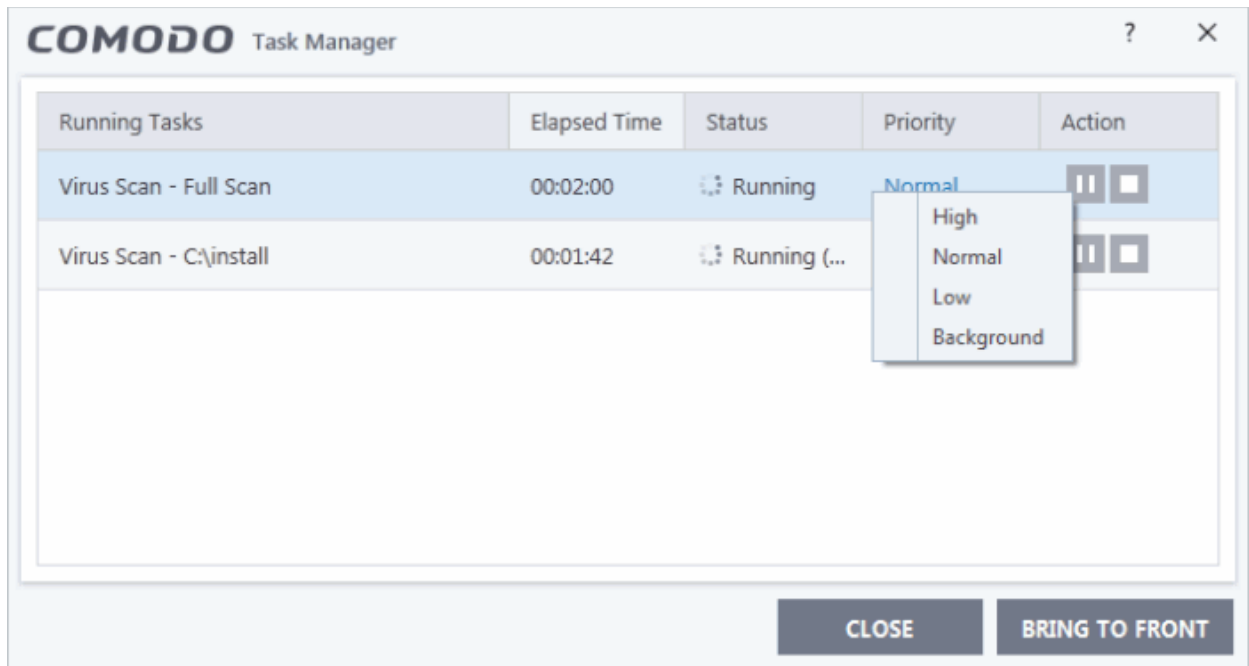 COMODO Task Manager ?
Running Tasks Elapsed Time Status Priority Action
Virus Scan - Full Scan 00:02:00 Running Normal
High
Virus Scan - C:\install 00:01:42 Running (... Normal
Low
Background
CLOSE BRING TO FRONT